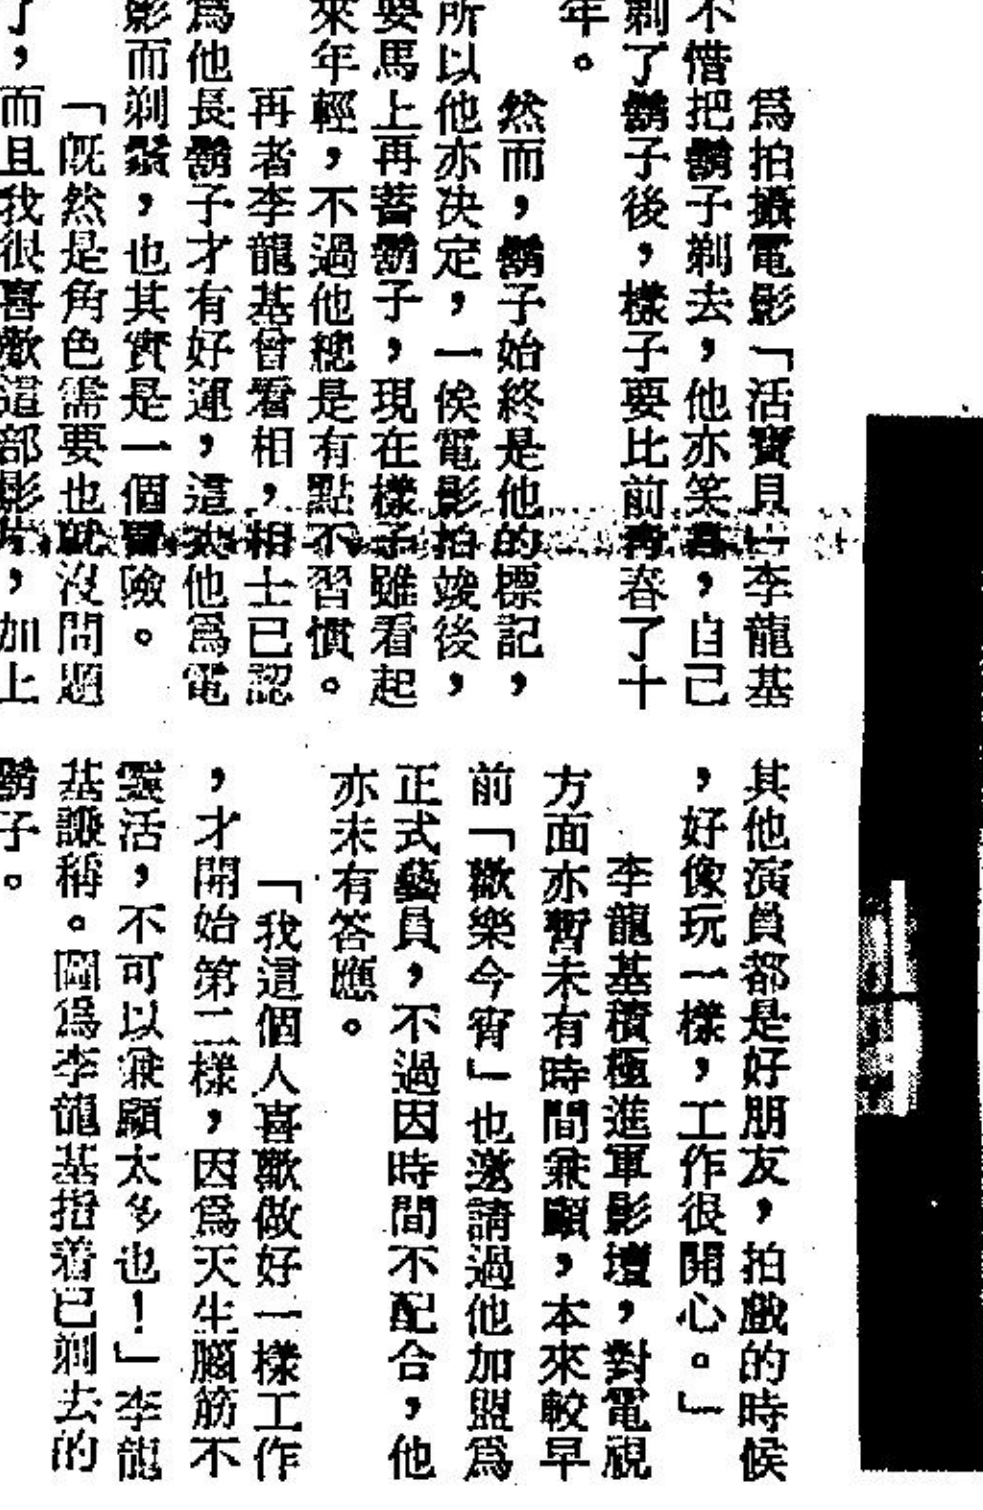 爲拍攝電影「活寶貝」李龍基
不惜把鬍子剃去，他亦笑言，自己
剃了鬍子後，樣子要比前青春了十
年。
然而，鬍子始終是他的標記，
所以他亦决定，一俟電影拍竣後，
要馬上再蓄鬍子，現在樣子雖看起
來年輕，不過他總是有點不習慣。
再者李龍基曾看相，相士已認
爲他長鬍子才有好運，這次他爲電
影而剃鬚，也其實是一個冒險。
「旣然是角色需要也就沒問題
了，而且我很喜歡這部影片，加上
其他演員都是好朋友，拍戲的時候
，好像玩一樣，工作很開心。」
李龍基積極進軍影壇，對電視
方面亦暫未有時間兼顧，本來較早
前「歡樂今宵」也邀請過他加盟爲
正式藝員，不過因時間不配合，他
亦未有答應。
「我這個人喜歡做好一樣工作
，才開始第二樣，因爲天生腦筋不
靈活，不可以兼顧太多也！」李龍
基謙稱。圖爲李龍基指着已剃去的
鬍子。